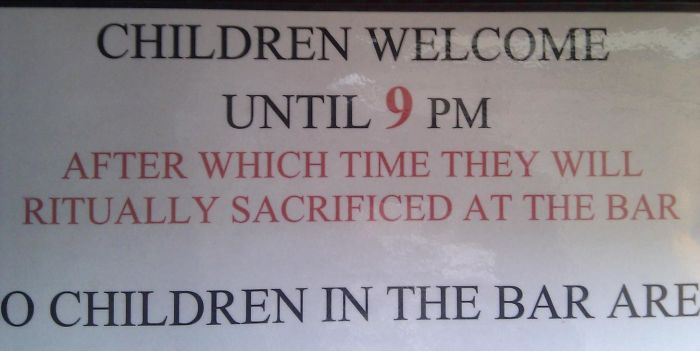 CHILDREN WELCOME
UNTIL 9 PM
AFTER WHICH TIME THEY WILL
RITUALLY SACRIFICED AT THE BAR
O CHILDREN IN THE BAR ARE